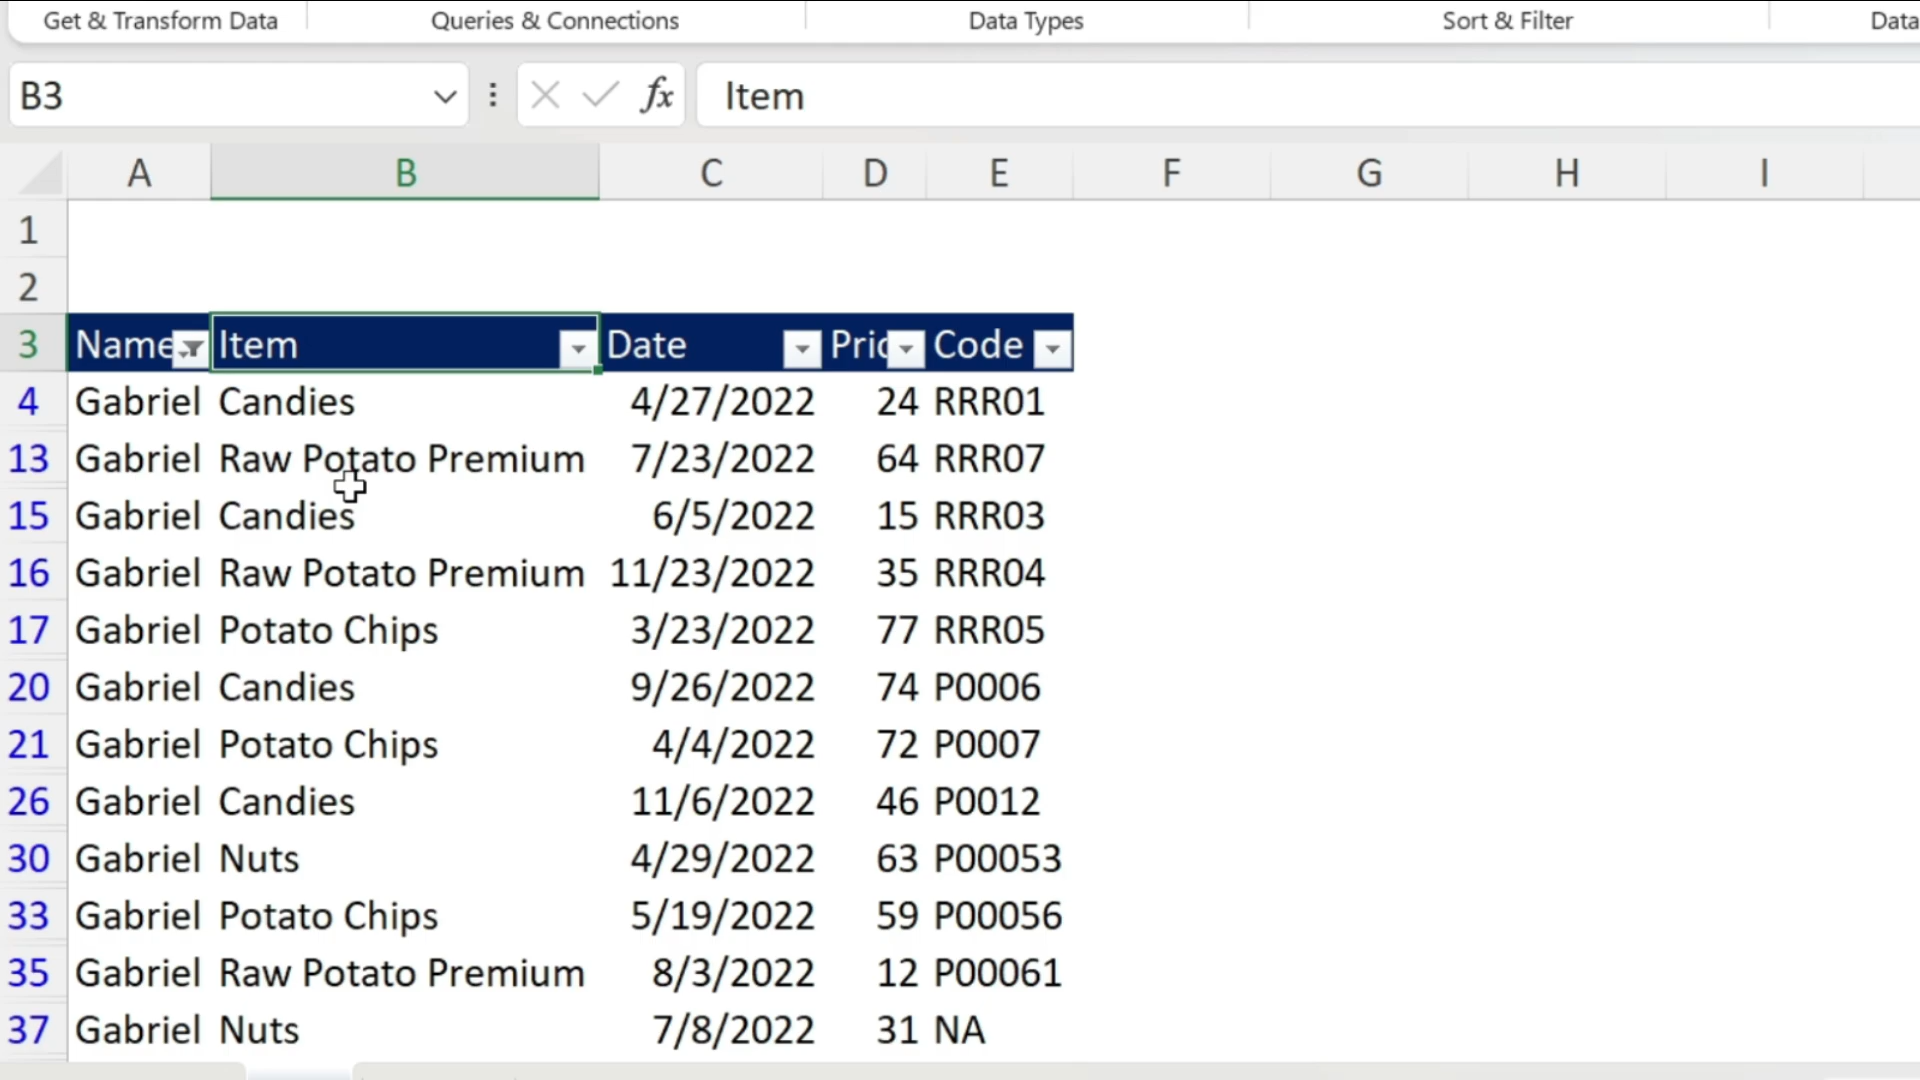 Get & Transform Data Queries & Connections Data Types Sort & Filter Data
B3 fx Item
A B C D E F G H I
1
2
3 Name Item Date Pric Code
4 Gabriel Candies 4/27/2022 24 RRR01
13 Gabriel Raw Potato Premium 7/23/2022 64 RRR07
15 Gabriel Candies 6/5/2022 15 RRR03
16 Gabriel Raw Potato Premium 11/23/2022 35 RRR04
17 Gabriel Potato Chips 3/23/2022 77 RRR05
20 Gabriel Candies 9/26/2022 74 P0006
21 Gabriel Potato Chips 4/4/2022 72 P0007
26 Gabriel Candies 11/6/2022 46 P0012
30 Gabriel Nuts 4/29/2022 63 P00053
33 Gabriel Potato Chips 5/19/2022 59 P00056
35 Gabriel Raw Potato Premium 8/3/2022 12 P00061
37 Gabriel Nuts 7/8/2022 31 NA